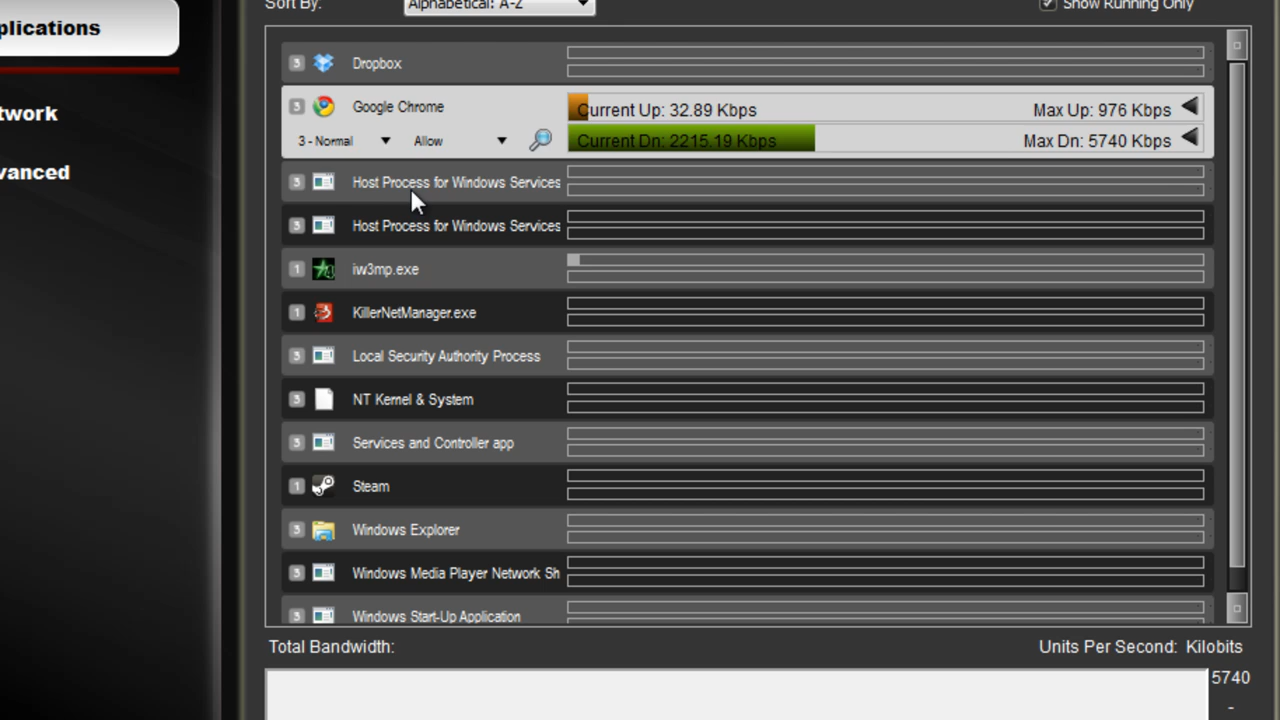 Sort By:
Alphabetical: A-Z
Show Running Only
plications
twork
vanced
3 Dropbox
3 Google Chrome
Current Up: 32.89 Kbps
Max Up: 976 Kbps
3 - Normal
Allow
Current Dn: 2215.19 Kbps
Max Dn: 5740 Kbps
3 Host Process for Windows Services
3 Host Process for Windows Services
1 iw3mp.exe
1 KillerNetManager.exe
3 Local Security Authority Process
3 NT Kernel & System
3 Services and Controller app
1 Steam
3 Windows Explorer
3 Windows Media Player Network Sh
3 Windows Start-Up Application
Total Bandwidth:
Units Per Second: Kilobits
5740
-